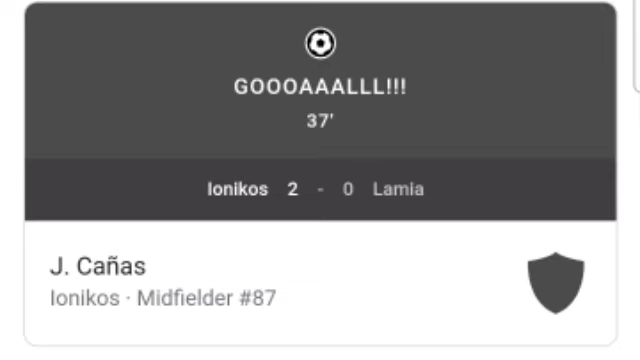 GOOOAAALLL!!!
37'
Ionikos 2 - 0 Lamia
J. Cañas
Ionikos · Midfielder #87